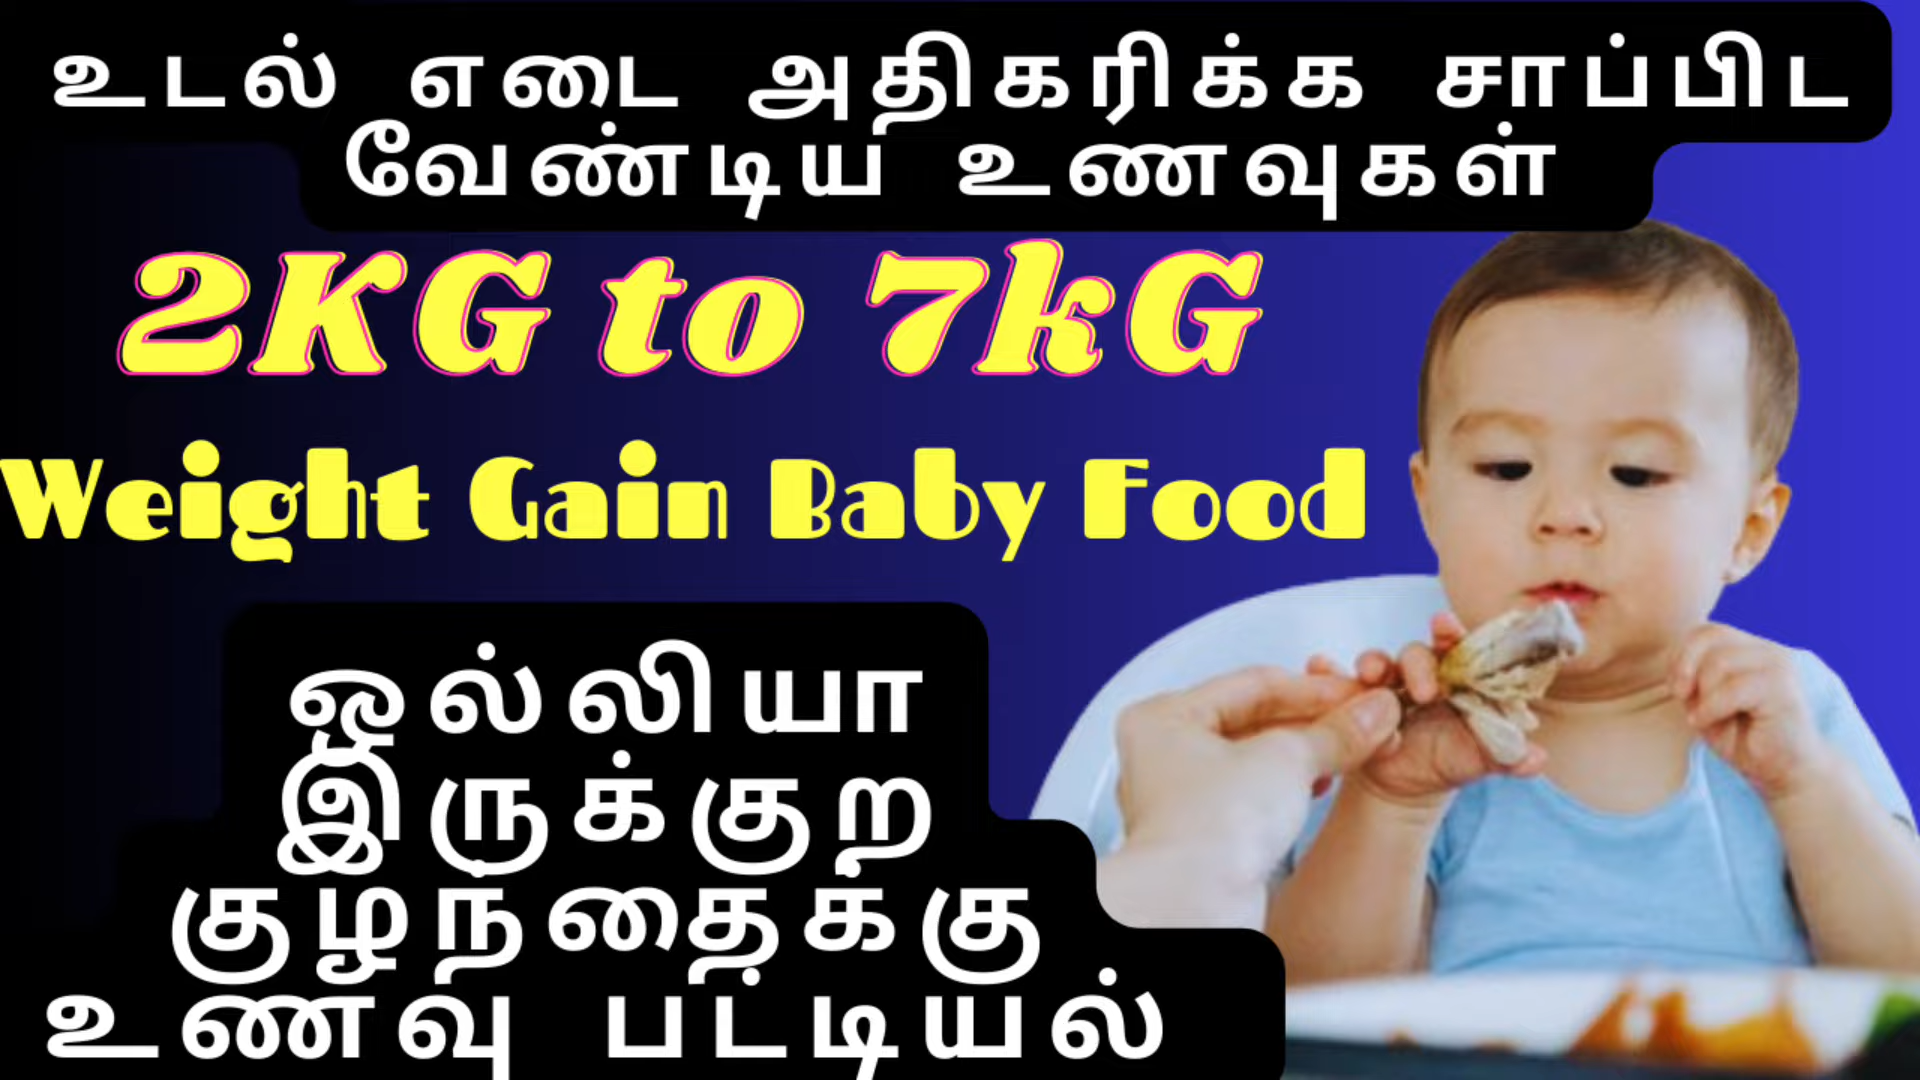 உடல் எடை அதிகரிக்க சாப்பிட
வேண்டிய உணவுகள்
2KG to 7kG
Weight Gain Baby Food
ஒல்லியா
இருக்குற
குழந்தைக்கு
உணவு பட்டியல்